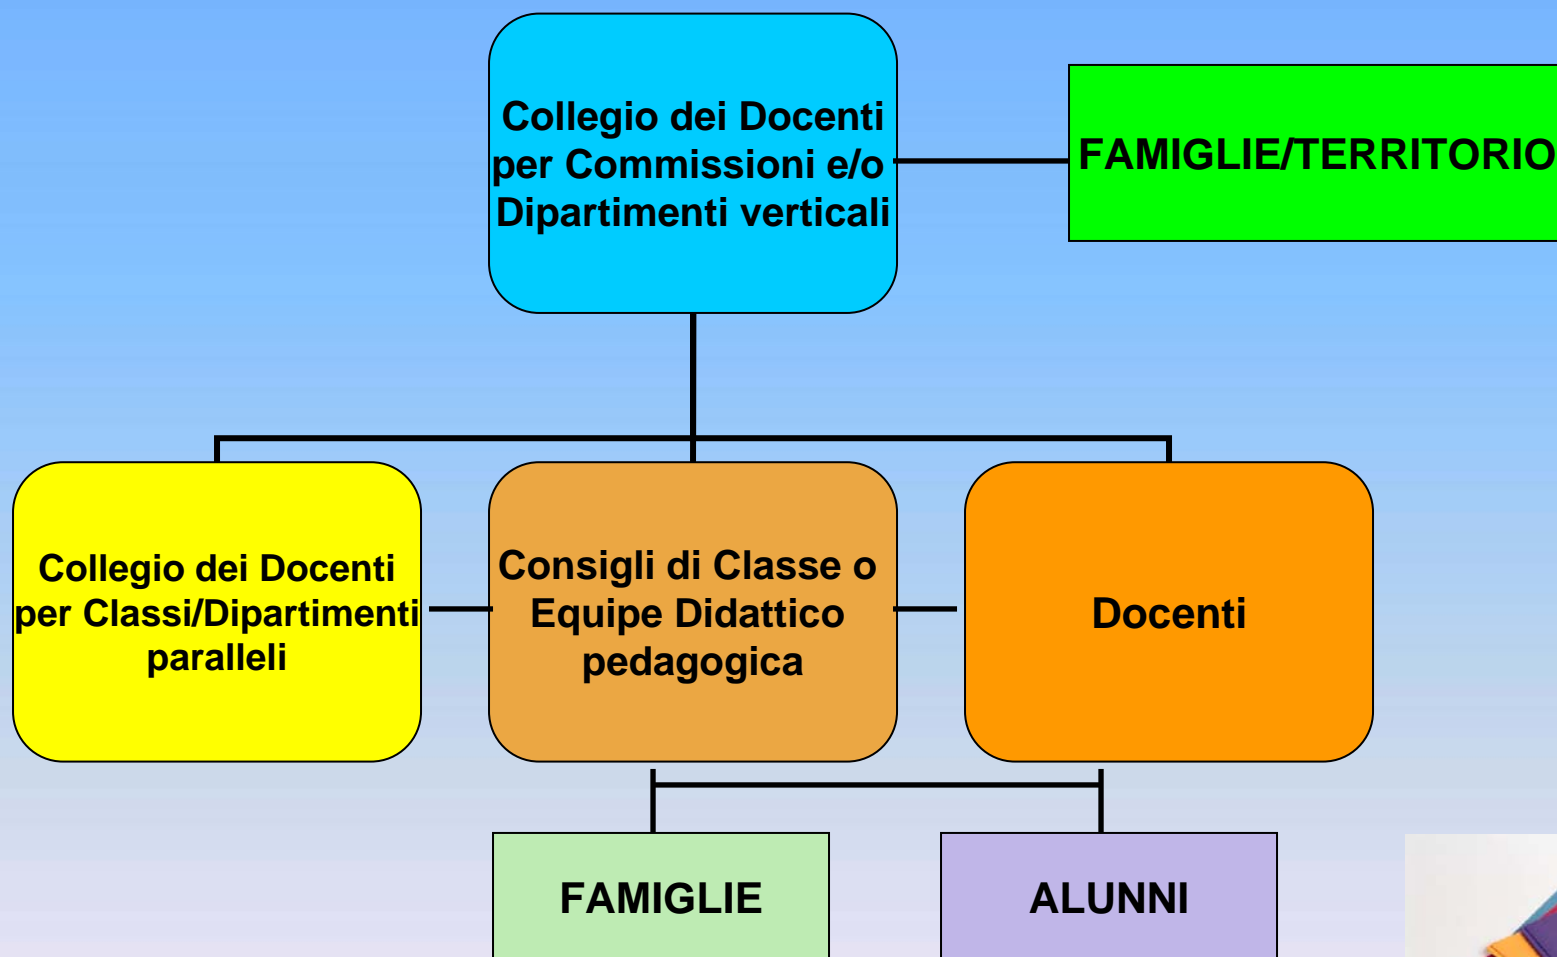 Collegio dei Docenti
per Commissioni e/o
Dipartimenti verticali
FAMIGLIE/TERRITORIO
Collegio dei Docenti
per Classi/Dipartimenti
paralleli
Consigli di Classe o
Equipe Didattico
pedagogica
Docenti
FAMIGLIE
ALUNNI